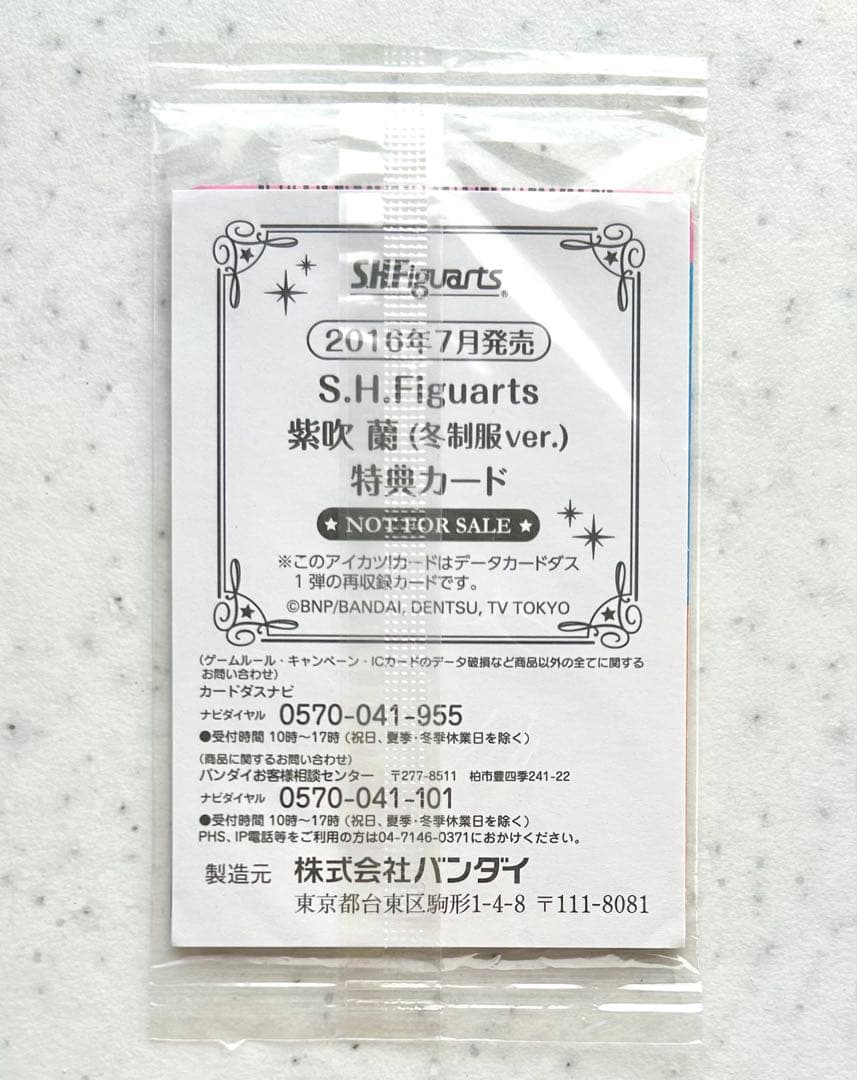 S.H.Figuarts®
2016年7月発売
S.H.Figuarts
紫吹 蘭 (冬制服ver.)
特典カード
★ NOT FOR SALE ★
※このアイカツ!カードはデータカードダス
1弾の再収録カードです。
©BNP/BANDAI, DENTSU, TV TOKYO
(ゲームルール・キャンペーン・ICカードのデータ破損など商品以外の全てに関する
お問い合わせ)
カードダスナビ
ナビダイヤル 0570-041-955
●受付時間 10時〜17時 (祝日、夏季・冬季休業日を除く)
(商品に関するお問い合わせ)
バンダイお客様相談センター 〒277-8511 柏市豊四季241-22
ナビダイヤル 0570-041-101
●受付時間 10時〜17時 (祝日、夏季・冬季休業日を除く)
PHS、IP電話等をご利用の方は04-7146-0371におかけください。
製造元 株式会社バンダイ
東京都台東区駒形1-4-8 〒111-8081